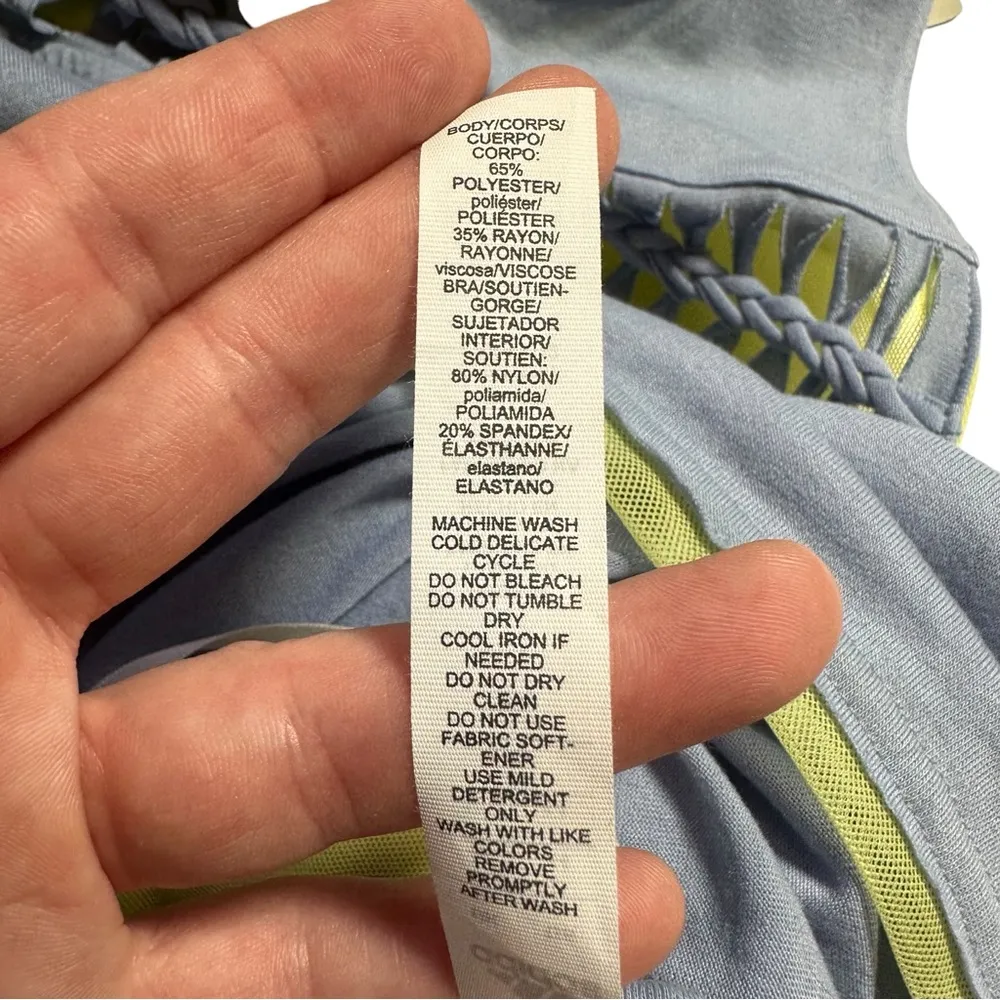 BODY/CORPS/
CUERPO/
CORPO:
65%
POLYESTER/
poliéster/
POLIÉSTER
35% RAYON/
RAYONNE/
viscosa/VISCOSE
BRA/SOUTIEN-
GORGE/
SUJETADOR
INTERIOR/
SOUTIEN:
80% NYLON/
poliamida/
POLIAMIDA
20% SPANDEX/
ÉLASTHANNE/
elastano/
ELASTANO
MACHINE WASH
COLD DELICATE
CYCLE
DO NOT BLEACH
DO NOT TUMBLE
DRY
COOL IRON IF
NEEDED
DO NOT DRY
CLEAN
DO NOT USE
FABRIC SOFT-
ENER
USE MILD
DETERGENT
ONLY
WASH WITH LIKE
COLORS
REMOVE
PROMPTLY
AFTER WASH